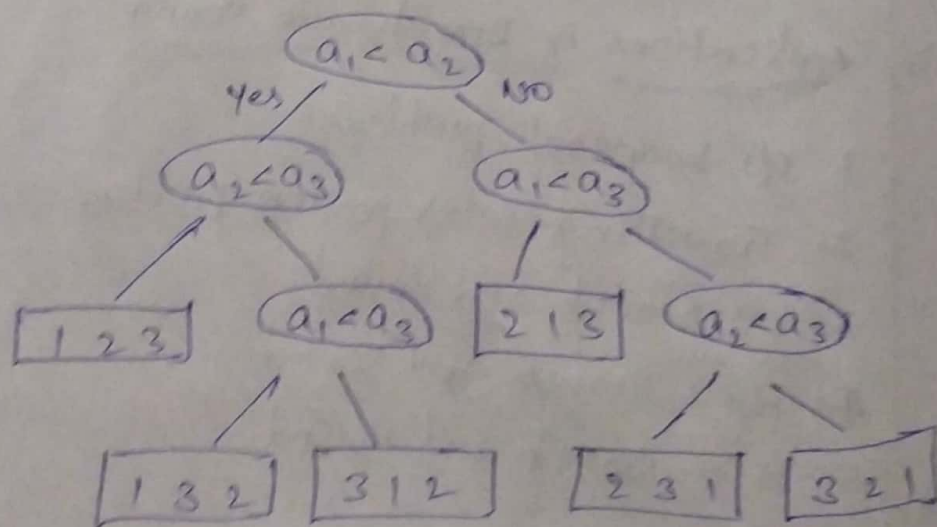 a₁ < a₂
Yes NO
a₂ < a₃ a₁ < a₃
1 2 3 a₁ < a₃ 2 1 3 a₂ < a₃
1 3 2 3 1 2 2 3 1 3 2 1